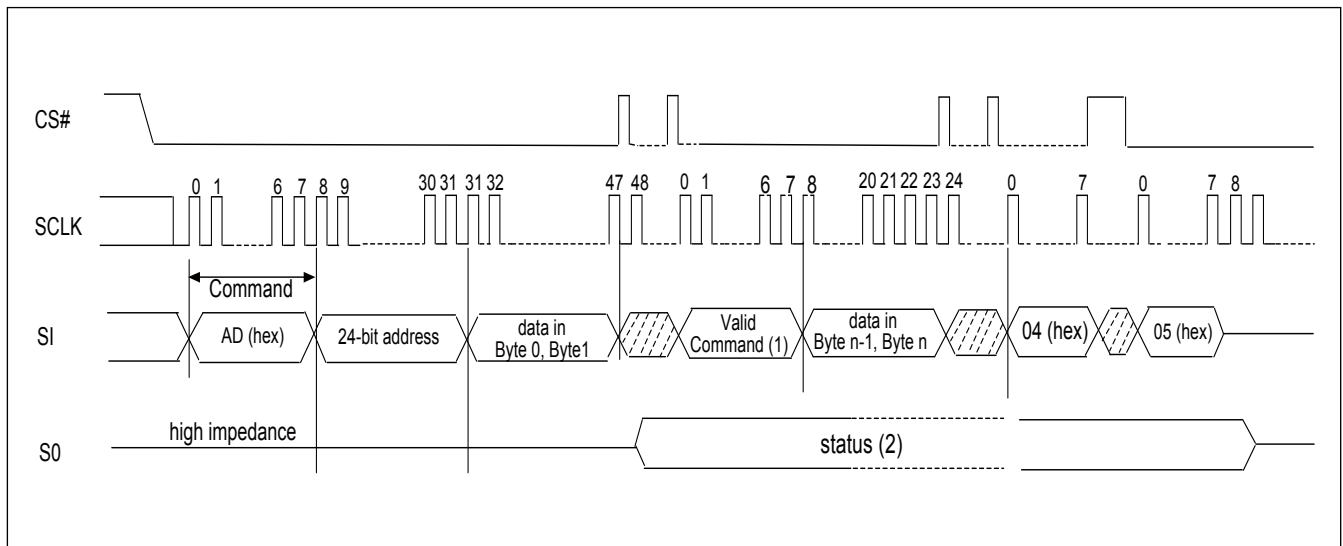 CS#
0 1 6 7 8 9 30 31 31 32 47 48 0 1 6 7 8 20 21 22 23 24 0 7 0 7 8
SCLK
Command
SI
AD (hex)
24-bit address
data in
Byte 0, Byte1
Valid
Command (1)
data in
Byte n-1, Byte n
04 (hex)
05 (hex)
high impedance
S0
status (2)